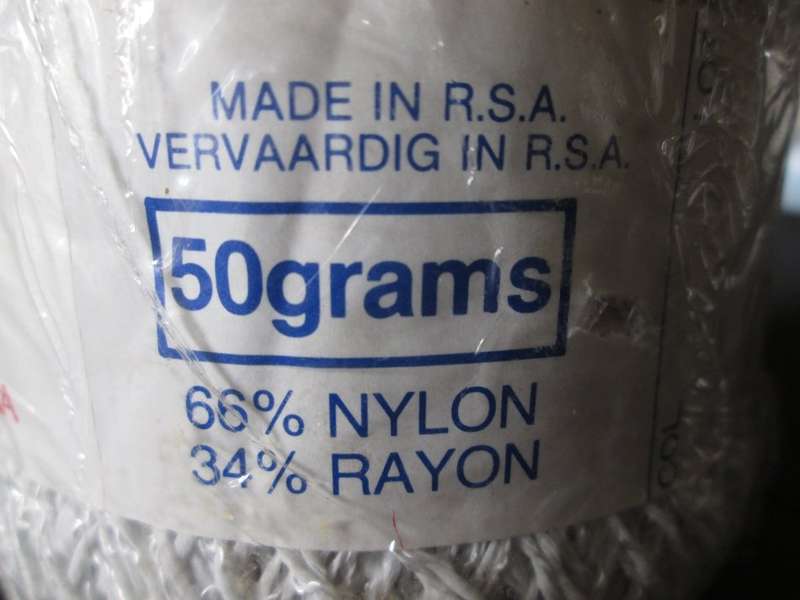 MADE IN R.S.A.
VERVAARDIG IN R.S.A.
50grams
66% NYLON
34% RAYON